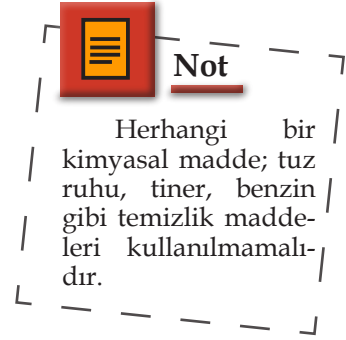 Not
Herhangi bir
kimyasal madde; tuz
ruhu, tiner, benzin
gibi temizlik madde-
leri kullanılmamalı-
dır.